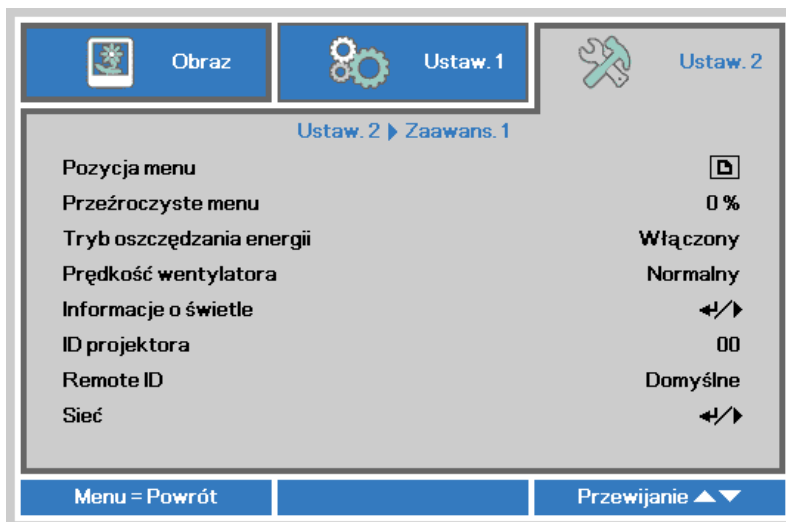 Obraz Ustaw. 1 Ustaw. 2
Ustaw. 2 ▶ Zaawans. 1
Pozycja menu
Przeźroczyste menu 0 %
Tryb oszczędzania energii Włączony
Prędkość wentylatora Normalny
Informacje o świetle ↵/▶
ID projektora 00
Remote ID Domyślne
Sieć ↵/▶
Menu = Powrót Przewijanie ▲▼